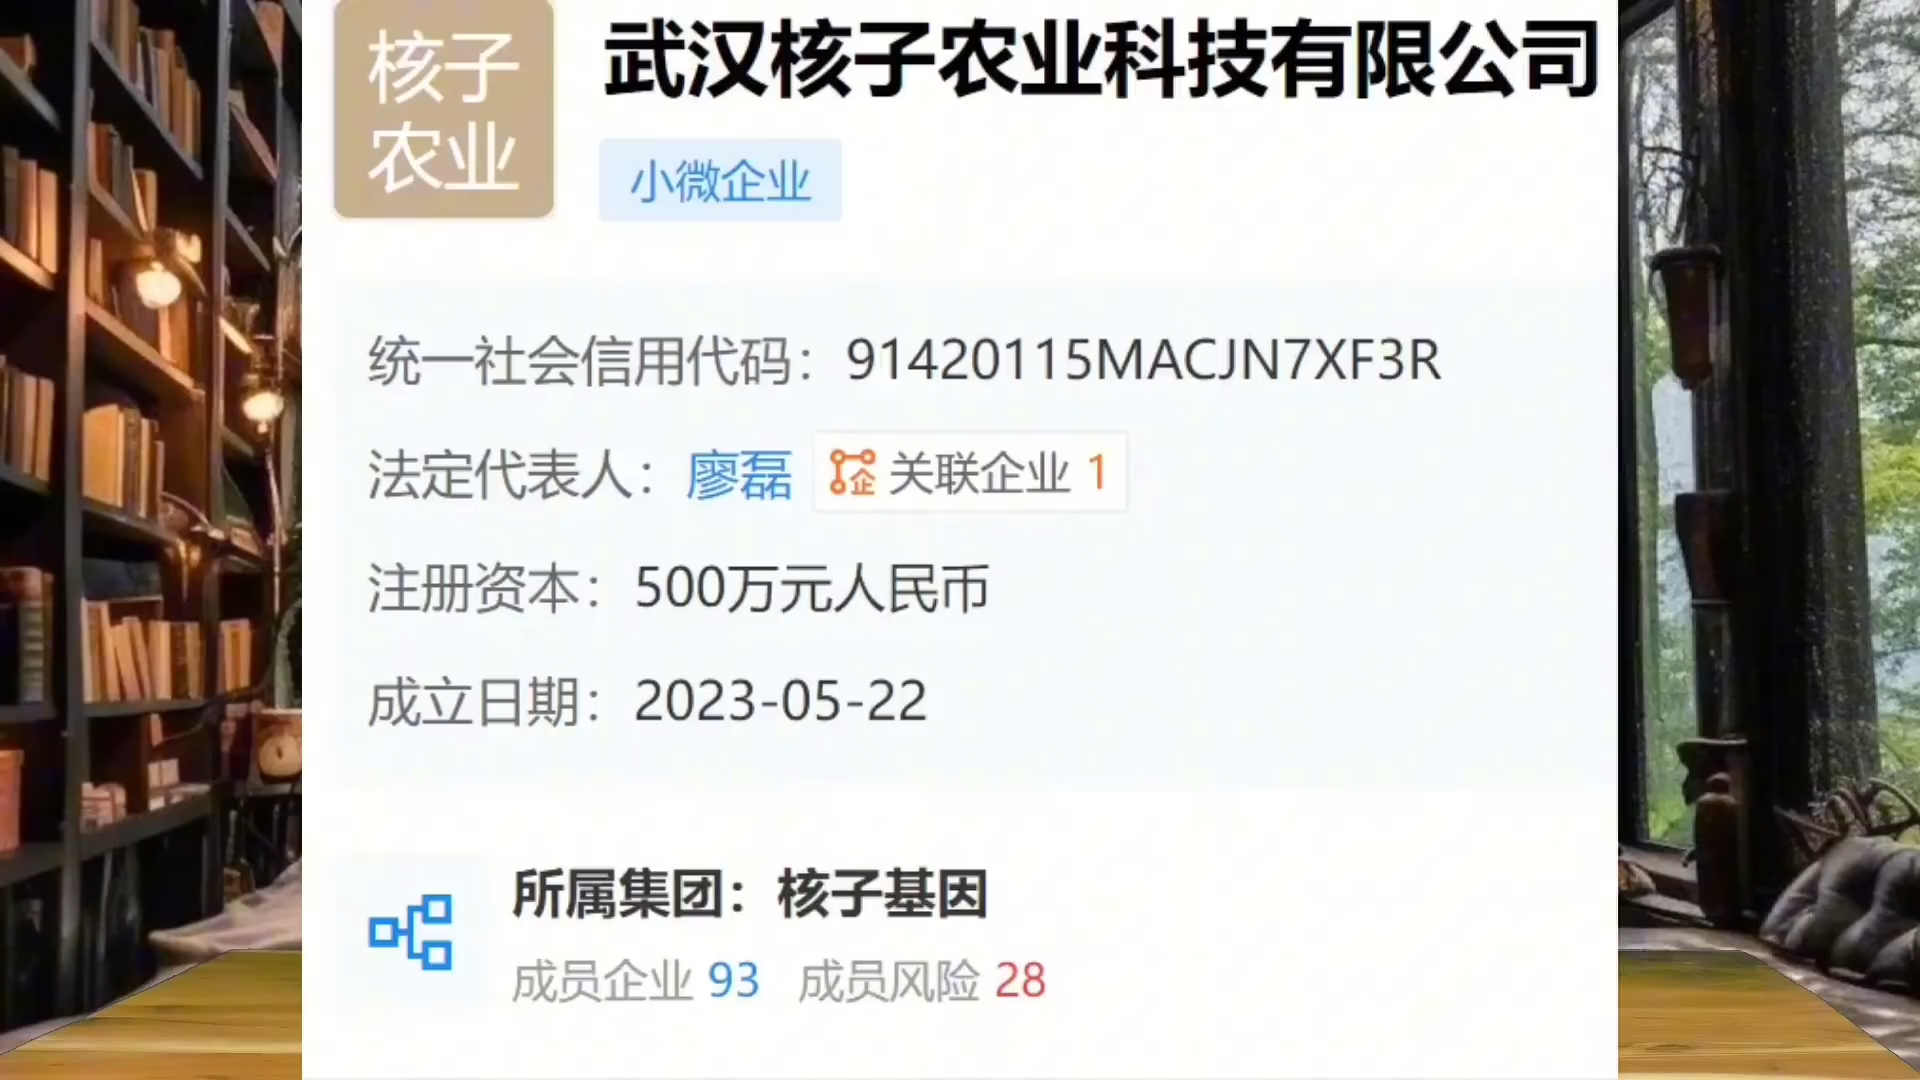 核子
农业
武汉核子农业科技有限公司
小微企业
统一社会信用代码：91420115MACJN7XF3R
法定代表人：廖磊 企 关联企业 1
注册资本：500万元人民币
成立日期：2023-05-22
所属集团：核子基因
成员企业 93 成员风险 28